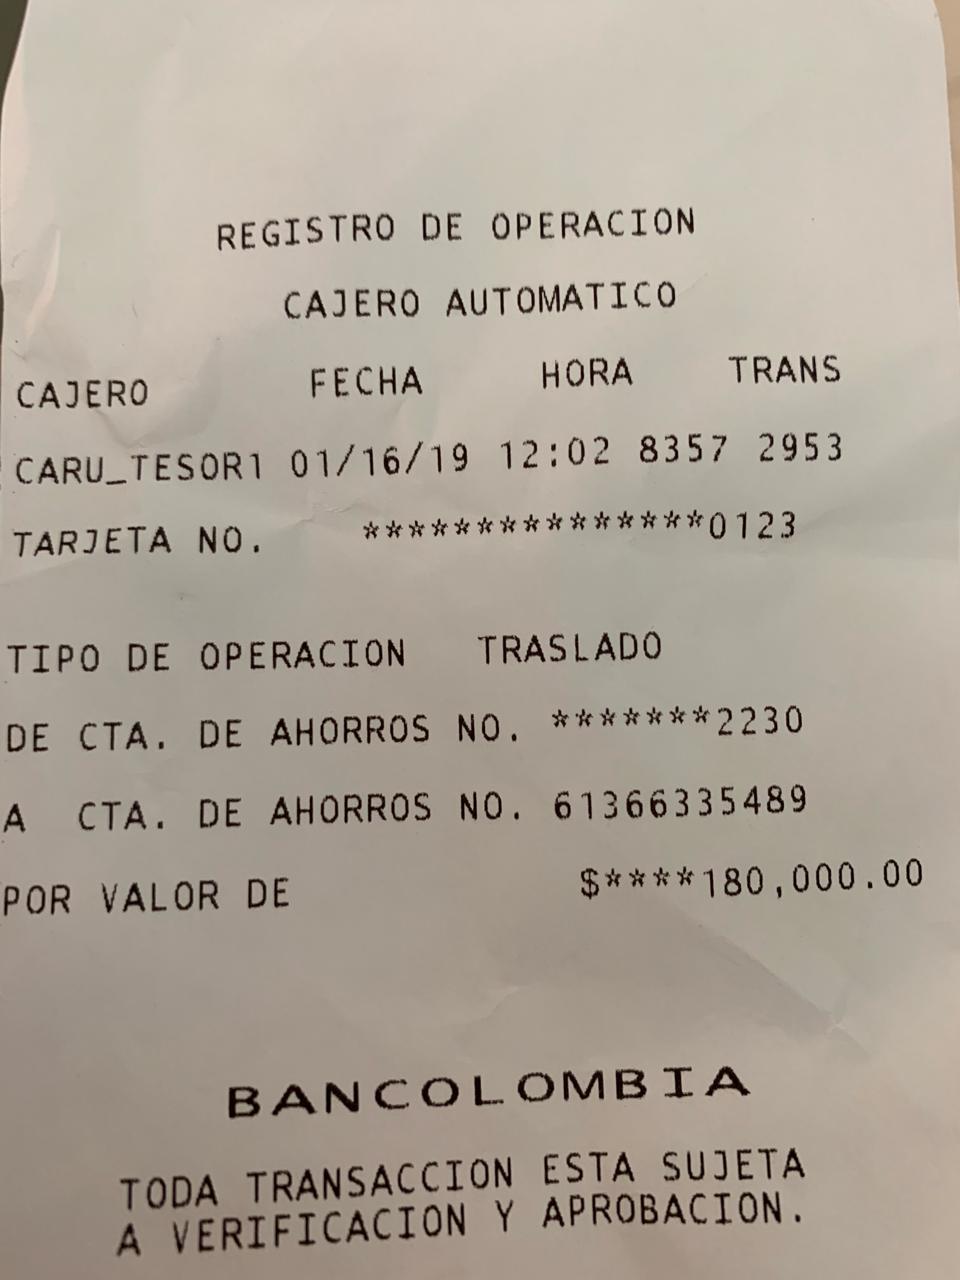 REGISTRO DE OPERACION
CAJERO AUTOMATICO
CAJERO FECHA HORA TRANS
CARU_TESOR1 01/16/19 12:02 8357 2953
TARJETA NO. ***************0123
TIPO DE OPERACION TRASLADO
DE CTA. DE AHORROS NO. *******2230
A CTA. DE AHORROS NO. 61366335489
POR VALOR DE $****180,000.00
BANCOLOMBIA
TODA TRANSACCION ESTA SUJETA
A VERIFICACION Y APROBACION.